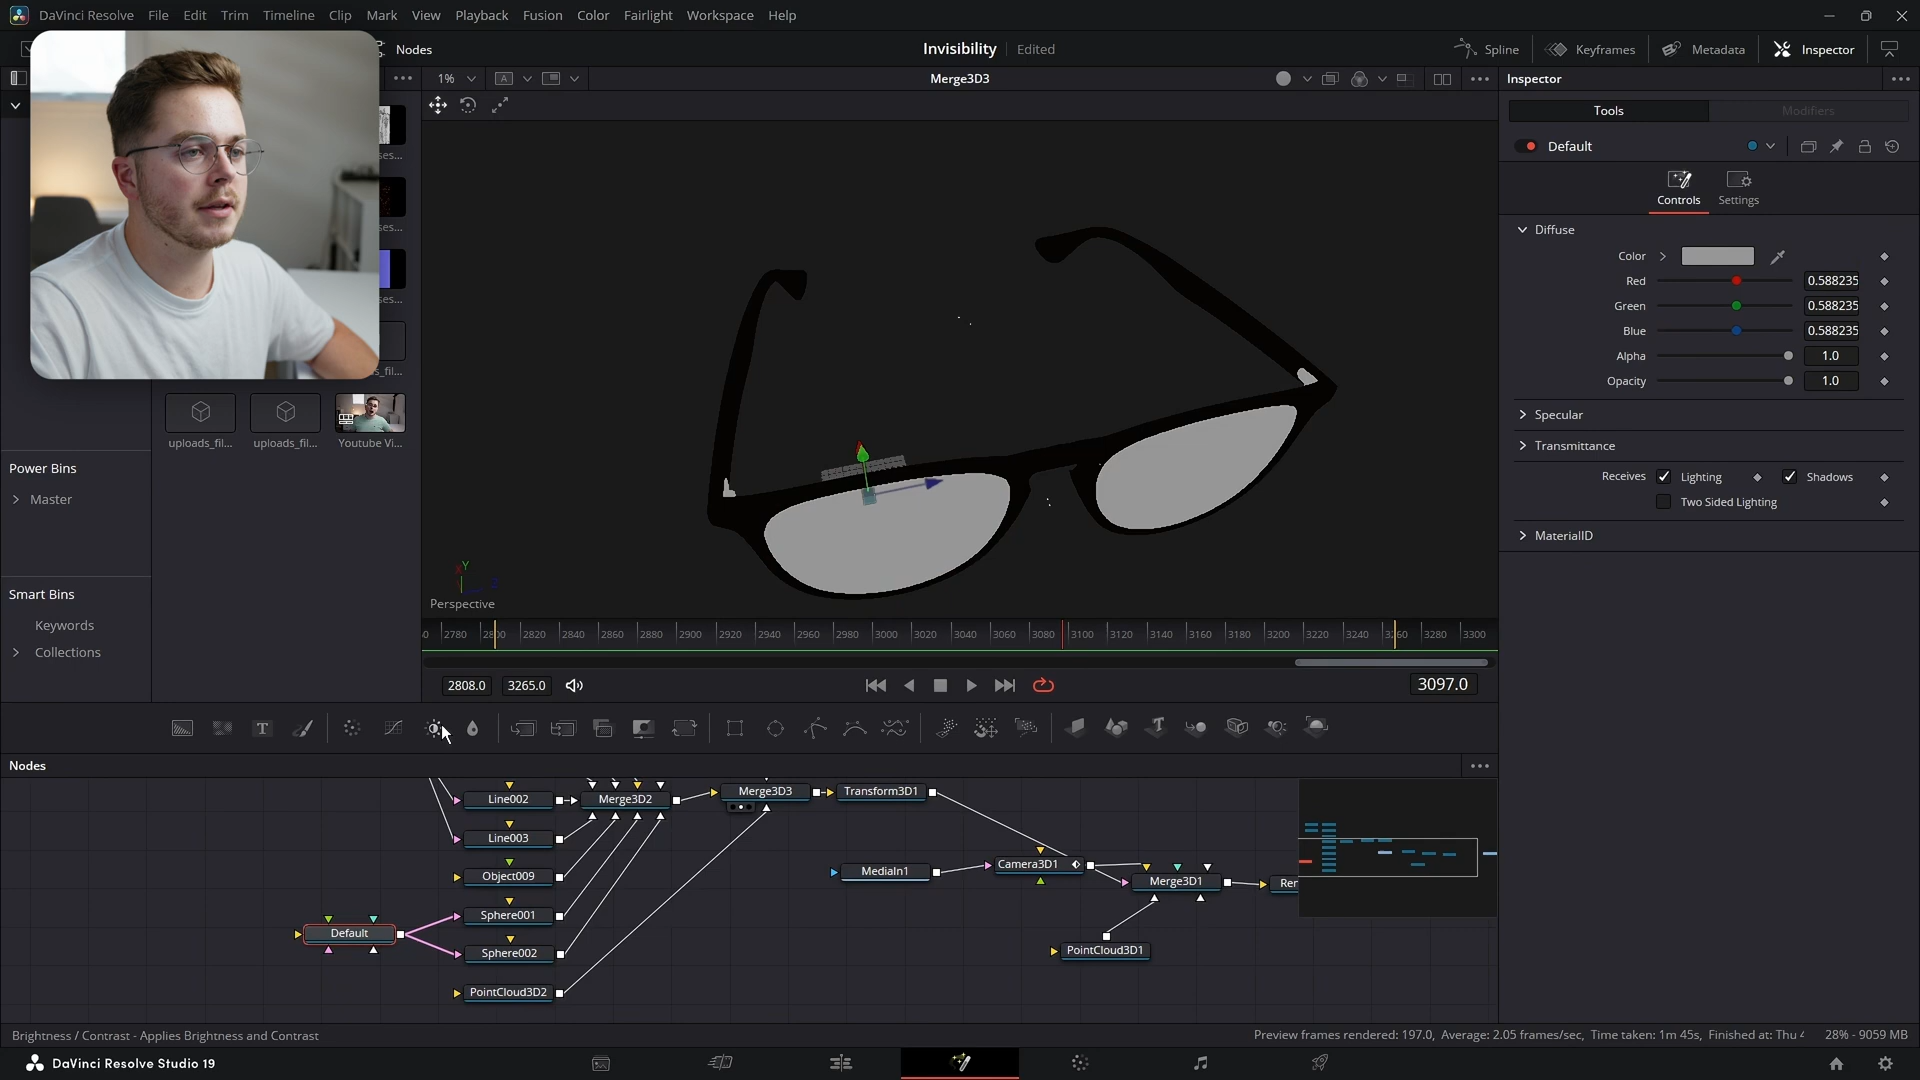 DaVinci Resolve File Edit Trim Timeline Clip Mark View Playback Fusion Color Fairlight Workspace Help
Nodes Invisibility Edited Spline Keyframes Metadata Inspector
1% A Merge3D3 Inspector
Tools Modifiers
Default
Controls Settings
Diffuse
Color
Red 0.588235
Green 0.588235
Blue 0.588235
Alpha 1.0
Opacity 1.0
Specular
Transmittance
Receives Lighting Shadows
Two Sided Lighting
MaterialID
ses...
ses...
ses...
s_fil...
uploads_fil... uploads_fil... Youtube Vi...
Power Bins
Master
Smart Bins
Keywords
Collections
Y
X
Perspective
2780 2800 2820 2840 2860 2880 2900 2920 2940 2960 2980 3000 3020 3040 3060 3080 3100 3120 3140 3160 3180 3200 3220 3240 3260 3280 3300
2808.0 3265.0 3097.0
T
Nodes
Line002 Merge3D2 Merge3D3 Transform3D1
Line003
Object009 MediaIn1 Camera3D1 Merge3D1 Rer
Sphere001
Default
Sphere002 PointCloud3D1
PointCloud3D2
Brightness / Contrast - Applies Brightness and Contrast Preview frames rendered: 197.0, Average: 2.05 frames/sec, Time taken: 1m 45s, Finished at: Thu 28% - 9059 MB
DaVinci Resolve Studio 19